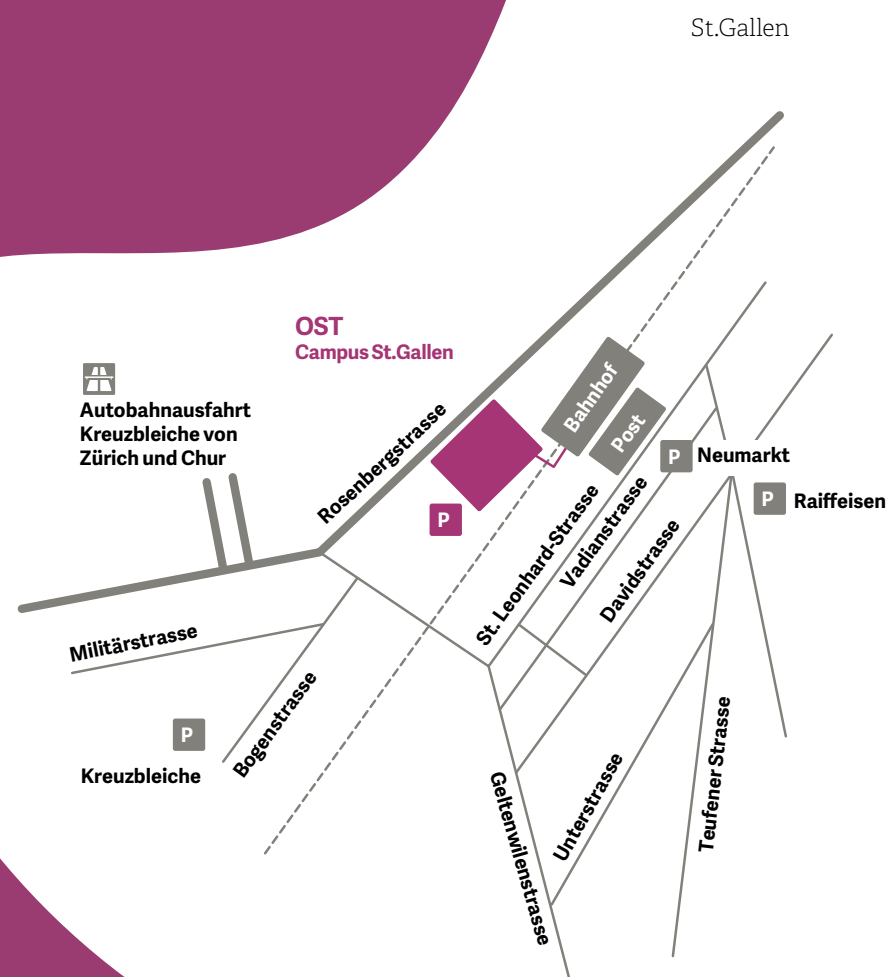 St.Gallen
OST
Campus St.Gallen
Autobahnausfahrt
Kreuzbleiche von
Zürich und Chur
Rosenbergstrasse
Bahnhof
Post
P
Neumarkt
P
Raiffeisen
P
St. Leonhard-Strasse
Vadianstrasse
Davidstrasse
Militärstrasse
Bogenstrasse
P
Kreuzbleiche
Geltenwilenstrasse
Unterstrasse
Teufener Strasse